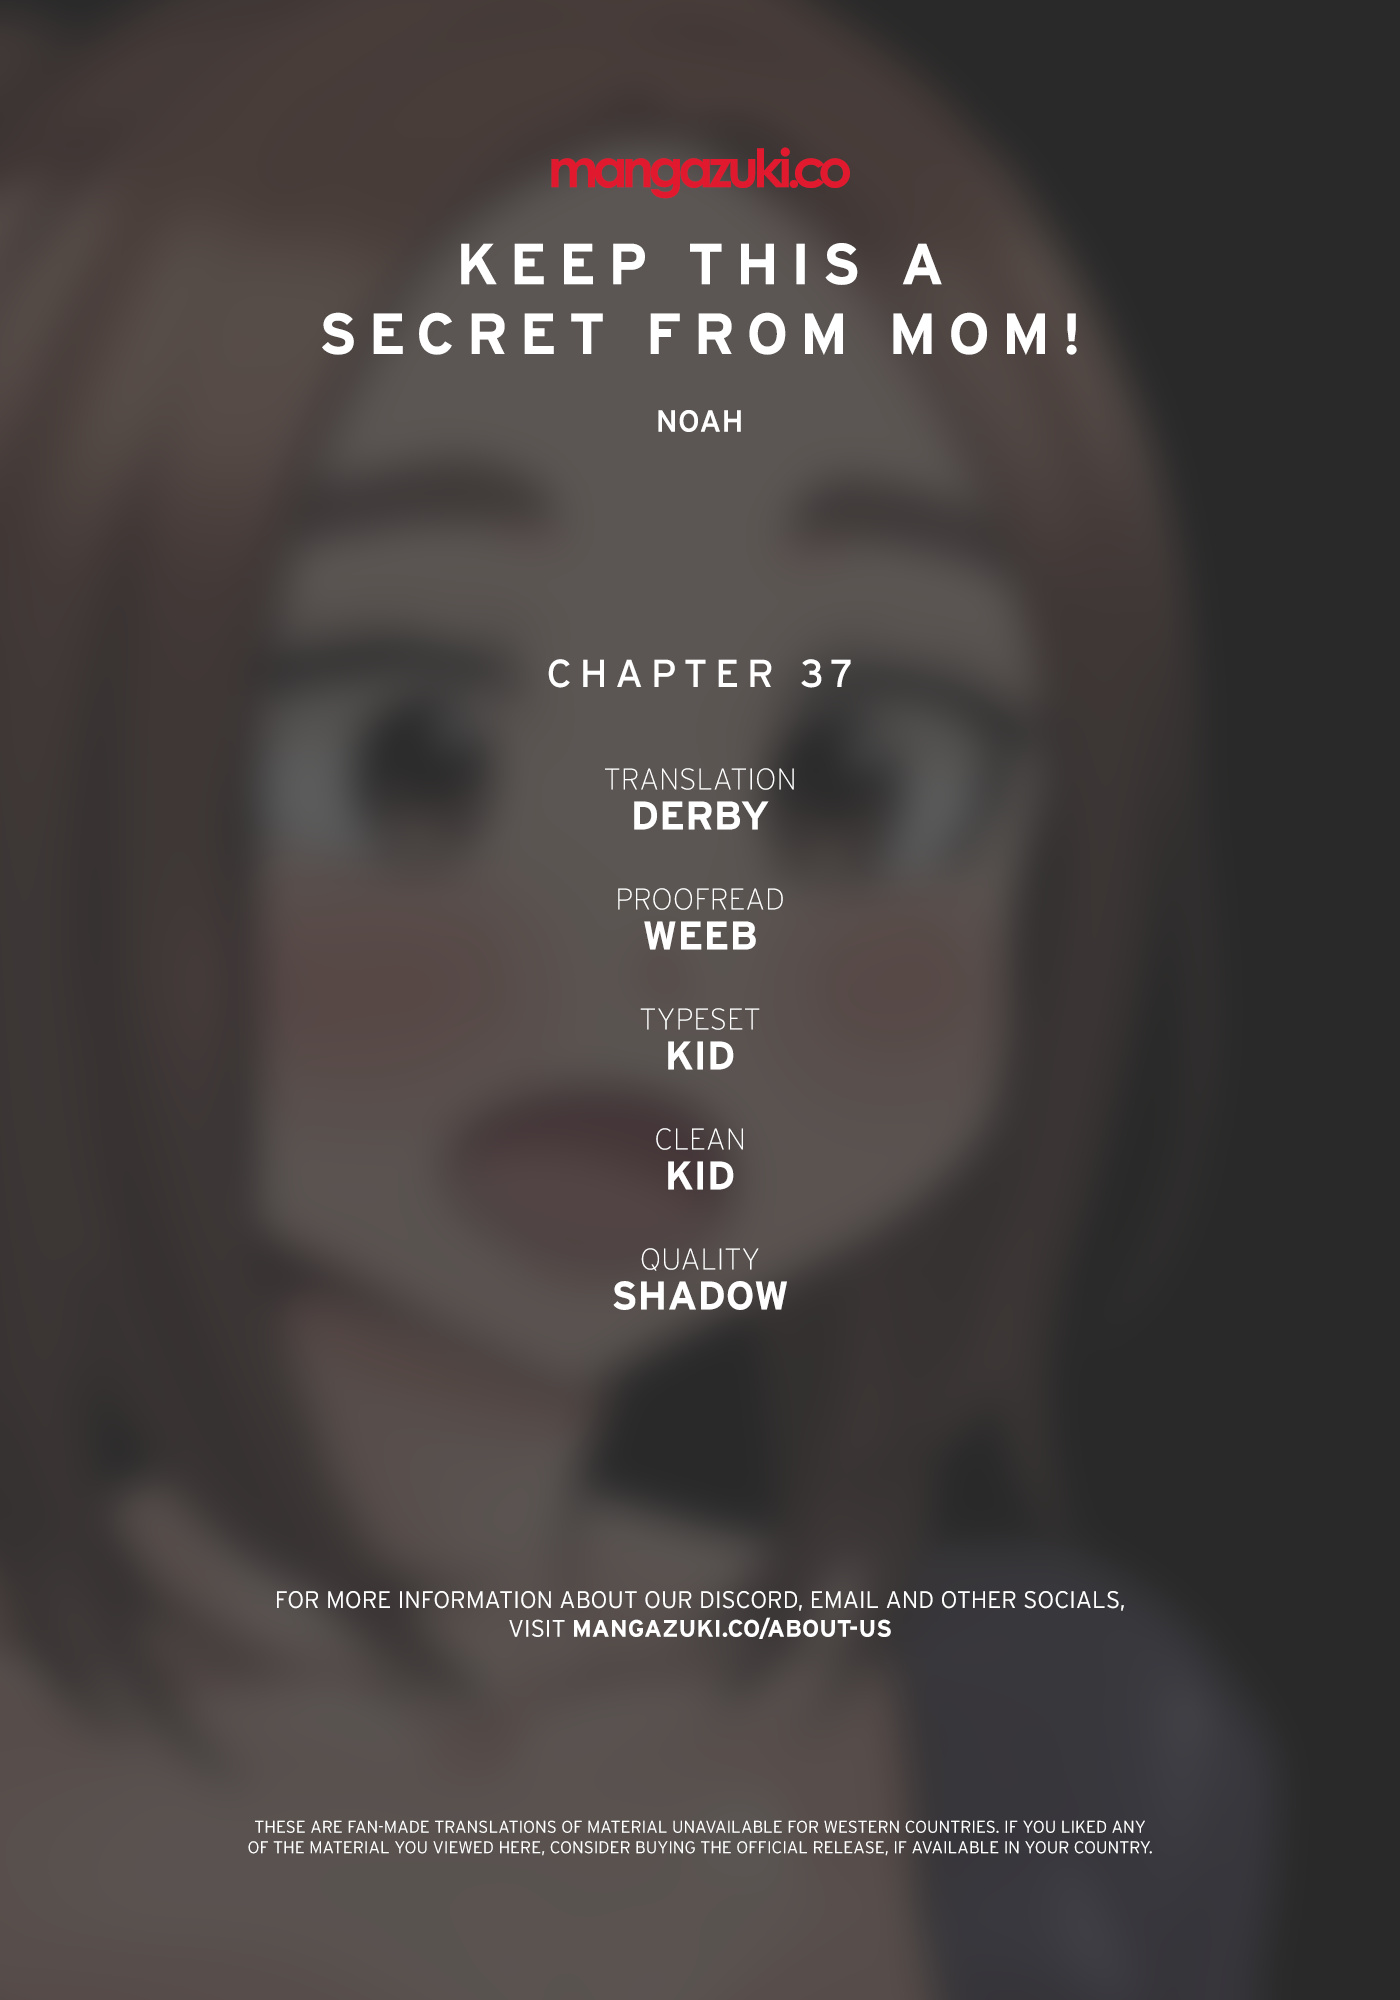 mangazuki.co
KEEP THIS A
SECRET FROM MOM!
NOAH
CHAPTER 37
TRANSLATION
DERBY
PROOFREAD
WEEB
TYPESET
KID
CLEAN
KID
QUALITY
SHADOW
FOR MORE INFORMATION ABOUT OUR DISCORD, EMAIL AND OTHER SOCIALS,
VISIT MANGAZUKI.CO/ABOUT-US
THESE ARE FAN-MADE TRANSLATIONS OF MATERIAL UNAVAILABLE FOR WESTERN COUNTRIES. IF YOU LIKED ANY
OF THE MATERIAL YOU VIEWED HERE, CONSIDER BUYING THE OFFICIAL RELEASE, IF AVAILABLE IN YOUR COUNTRY.